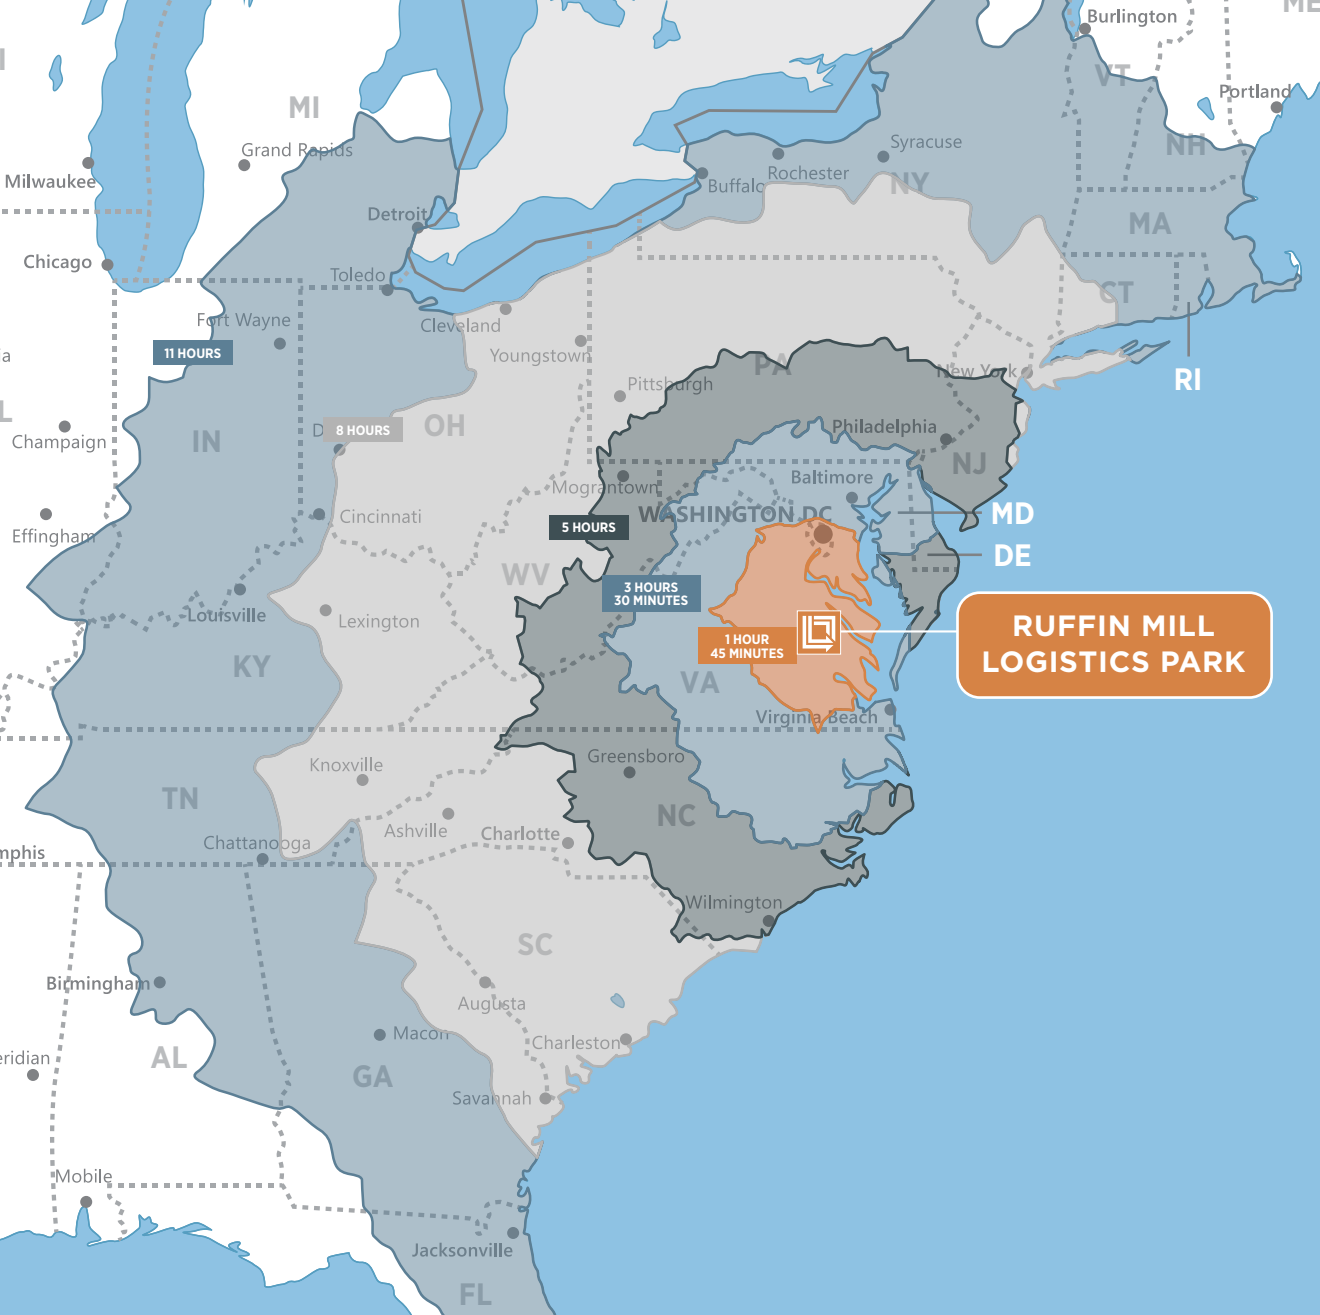 Burlington
ME
VT
MI
Portland
Grand Rapids
Syracuse
NH
Milwaukee
Rochester
Buffalo
NY
Detroit
MA
Chicago
Toledo
CT
Fort Wayne
Cleveland
11 HOURS
Youngstown
PA
New York
RI
Pittsburgh
8 HOURS
OH
IN
Champaign
Philadelphia
NJ
Baltimore
Mograntown
Cincinnati
WASHINGTON DC
MD
5 HOURS
Effingham
DE
WV
3 HOURS
30 MINUTES
Louisville
Lexington
1 HOUR
45 MINUTES
RUFFIN MILL
LOGISTICS PARK
KY
VA
Virginia Beach
Knoxville
Greensboro
TN
NC
Ashville
Charlotte
Chattanooga
mphis
Wilmington
SC
Birmingham
Augusta
Macon
Charleston
eridian
AL
GA
Savannah
Mobile
Jacksonville
FL